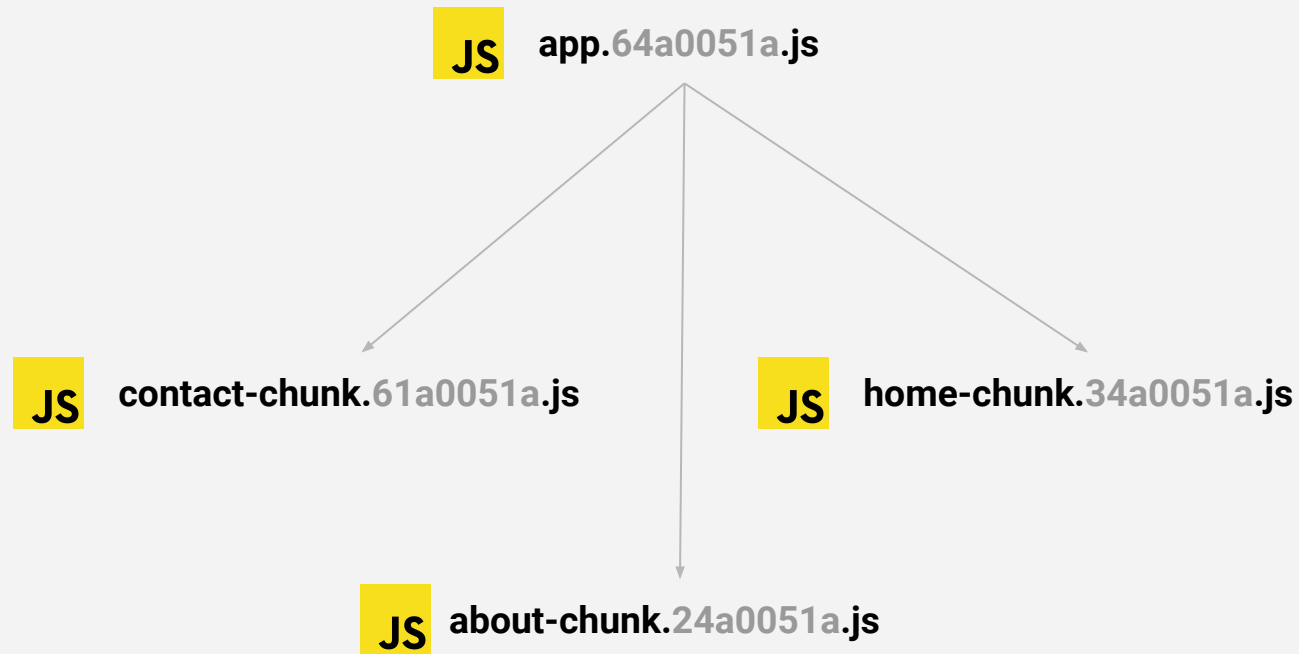 JS app.64a0051a.js
JS contact-chunk.61a0051a.js
JS home-chunk.34a0051a.js
JS about-chunk.24a0051a.js